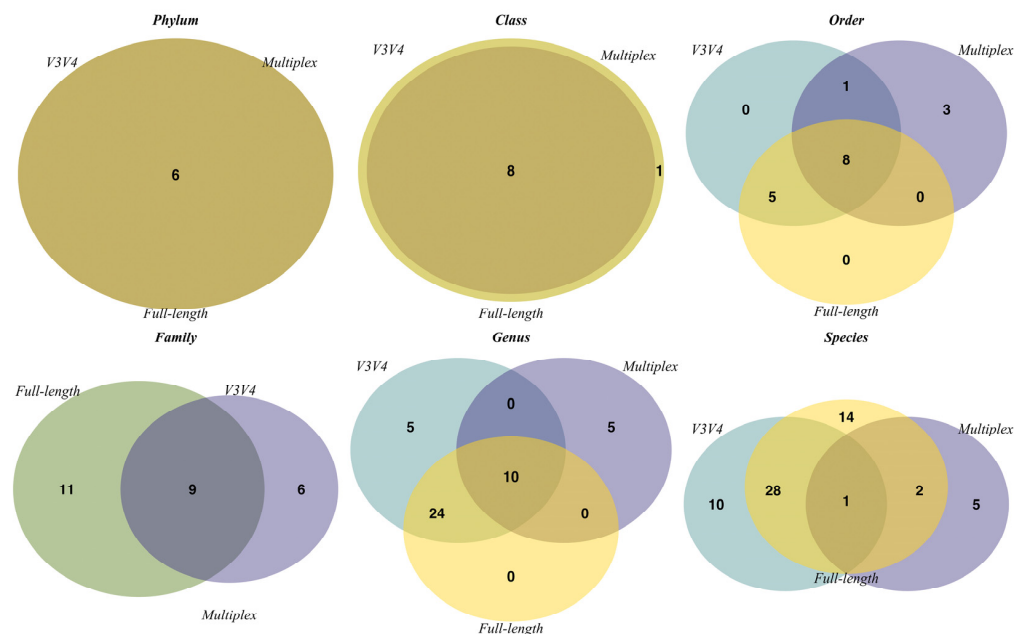 Phylum
V3V4
Multiplex
6
Full-length
Class
V3V4
Multiplex
8
1
Full-length
Order
V3V4
Multiplex
1
0
3
8
5
0
0
Full-length
Family
Full-length
V3V4
11
9
6
Multiplex
Genus
V3V4
Multiplex
0
5
5
10
24
0
0
Full-length
Species
14
V3V4
Multiplex
28
2
10
1
5
Full-length